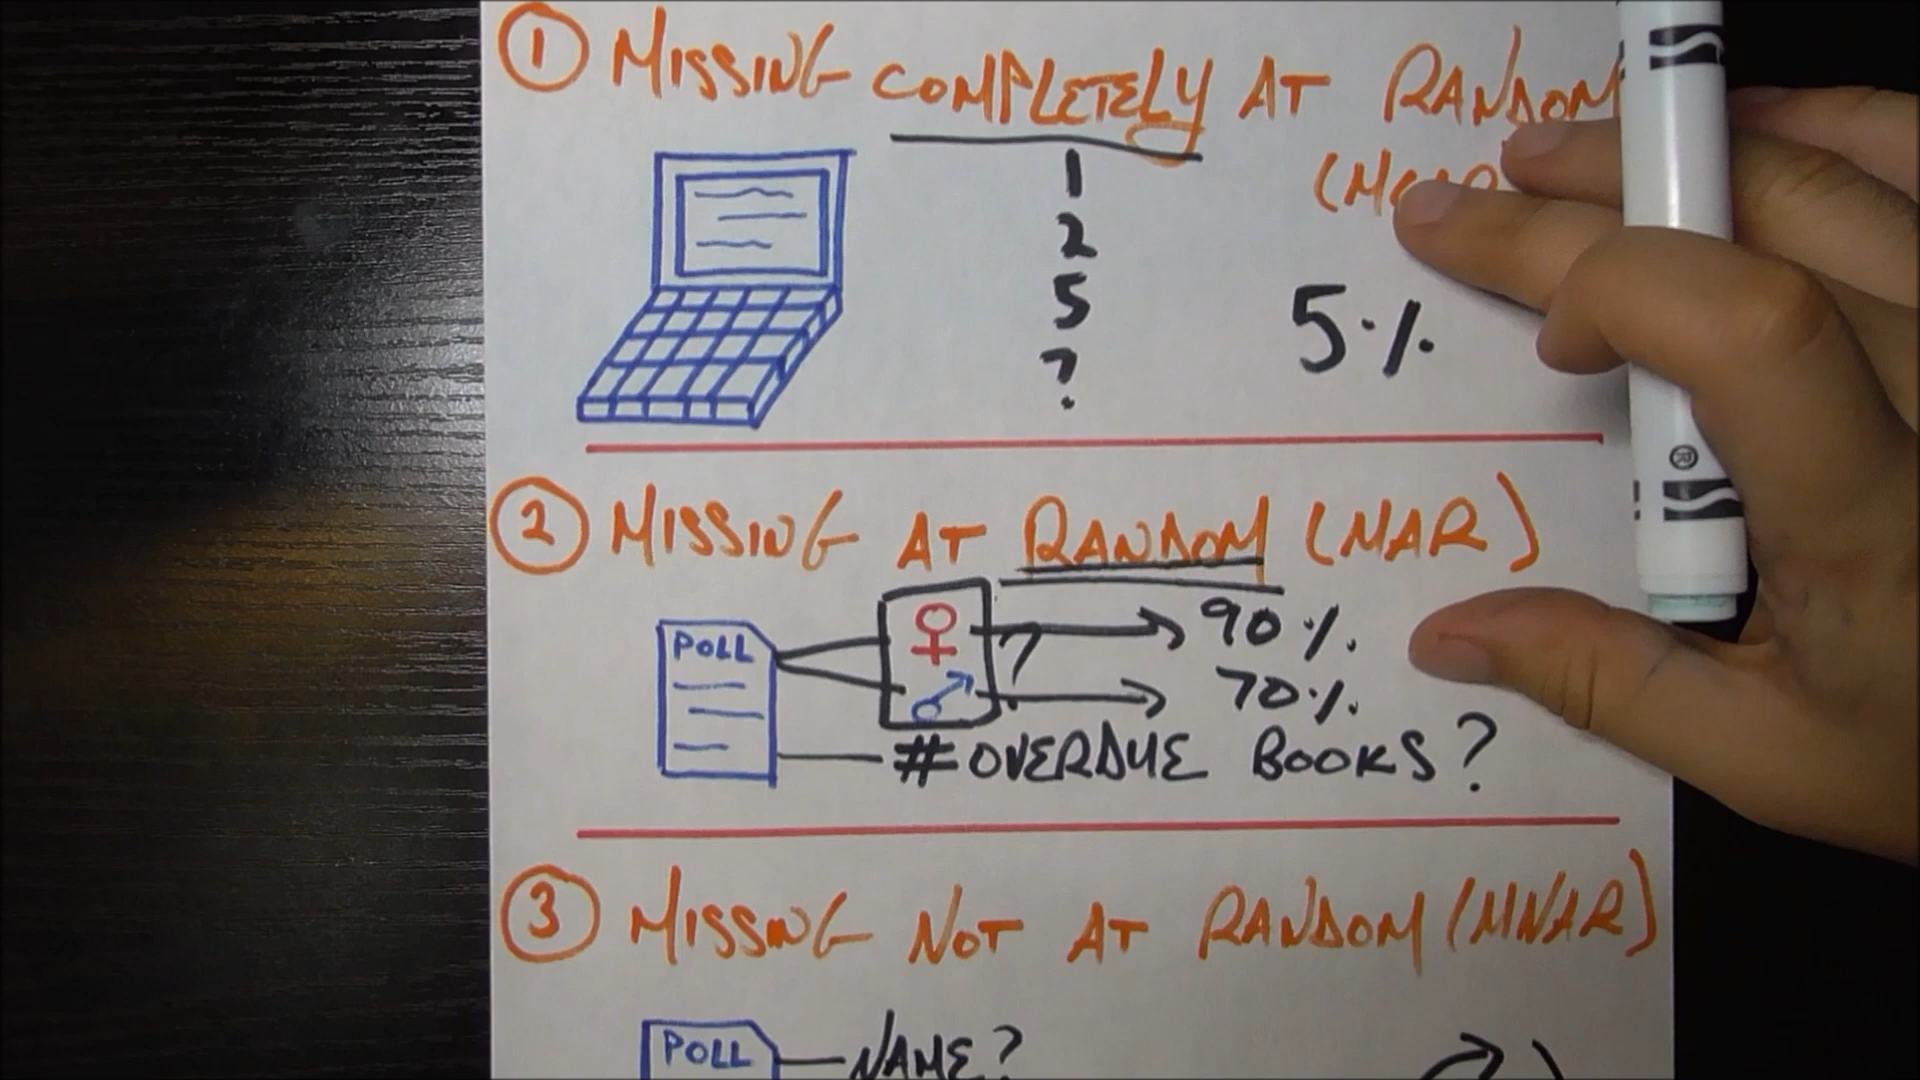 1 MISSING COMPLETELY AT RANDOM
1
2
5
?
5%
2 MISSING AT RANDOM (MAR)
POLL
♀ ? → 90%
♂ → 70%
#OVERDUE BOOKS?
3 MISSING NOT AT RANDOM (MNAR)
POLL
NAME?
®